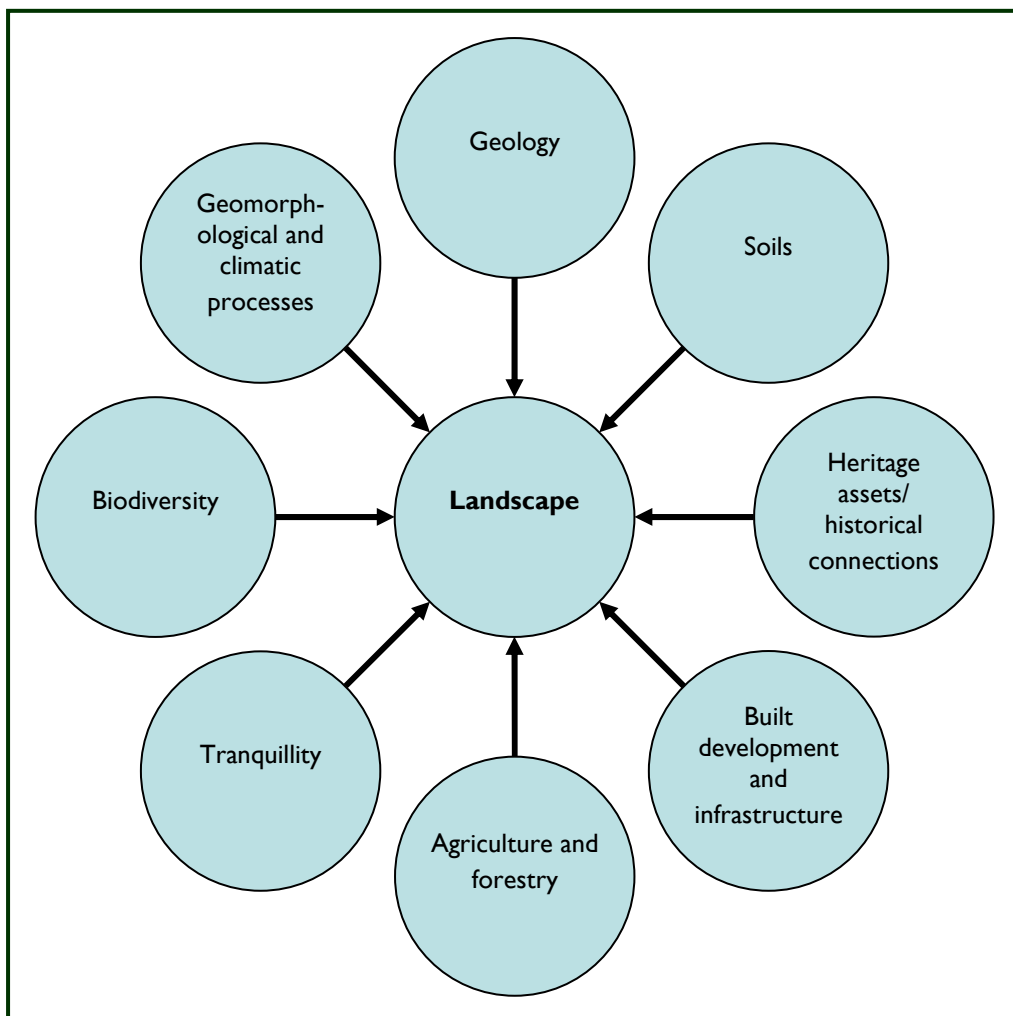 Geology
Geomorph-
ological and
climatic
processes
Soils
Biodiversity
Landscape
Heritage
assets/
historical
connections
Tranquillity
Built
development
and
infrastructure
Agriculture and
forestry